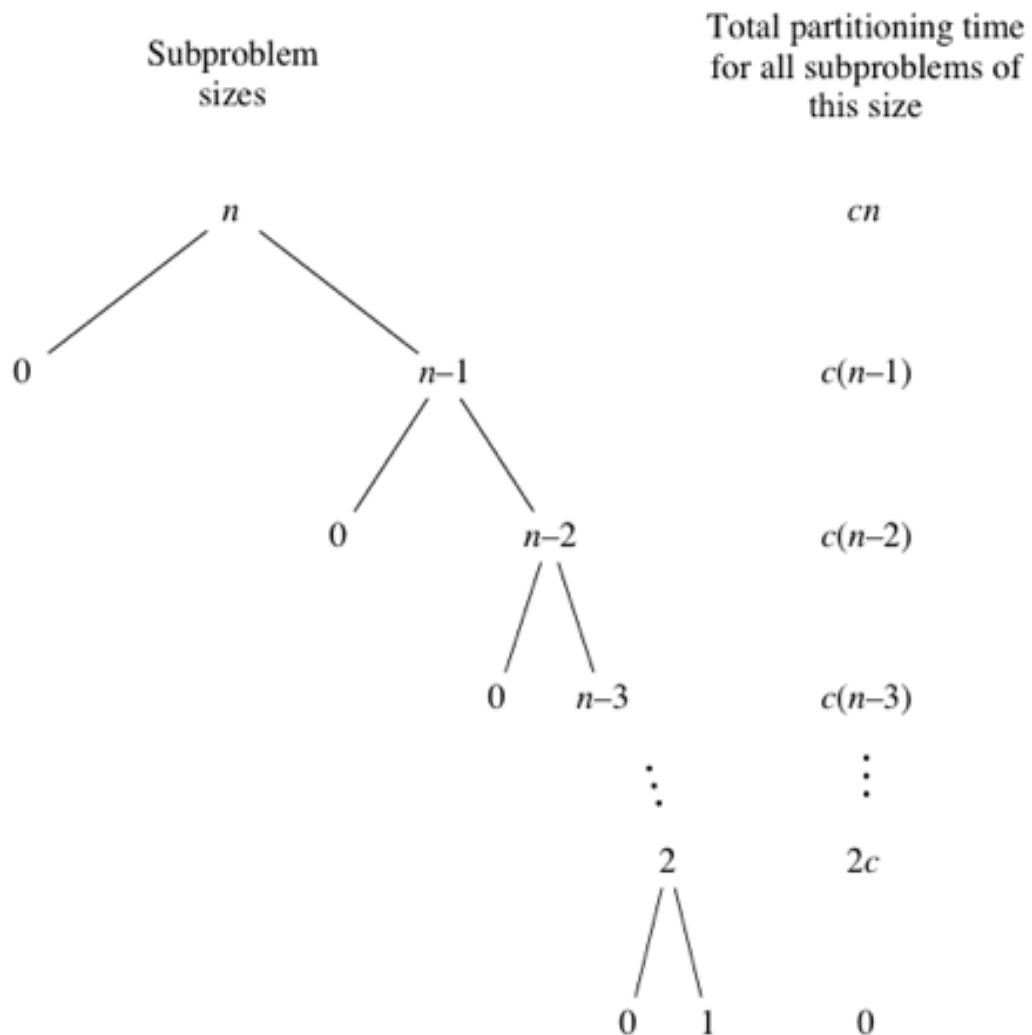 Subproblem
sizes
Total partitioning time
for all subproblems of
this size
n cn
0 n–1 c(n–1)
0 n–2 c(n–2)
0 n–3 c(n–3)
2 2c
0 1 0